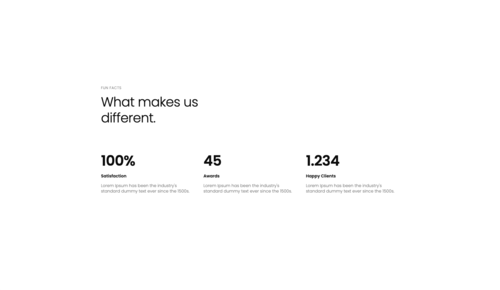 FUN FACTS
What makes us
different.
100%
Satisfaction
Lorem Ipsum has been the industry's
standard dummy text ever since the 1500s.
45
Awards
Lorem Ipsum has been the industry's
standard dummy text ever since the 1500s.
1.234
Happy Clients
Lorem Ipsum has been the industry's
standard dummy text ever since the 1500s.